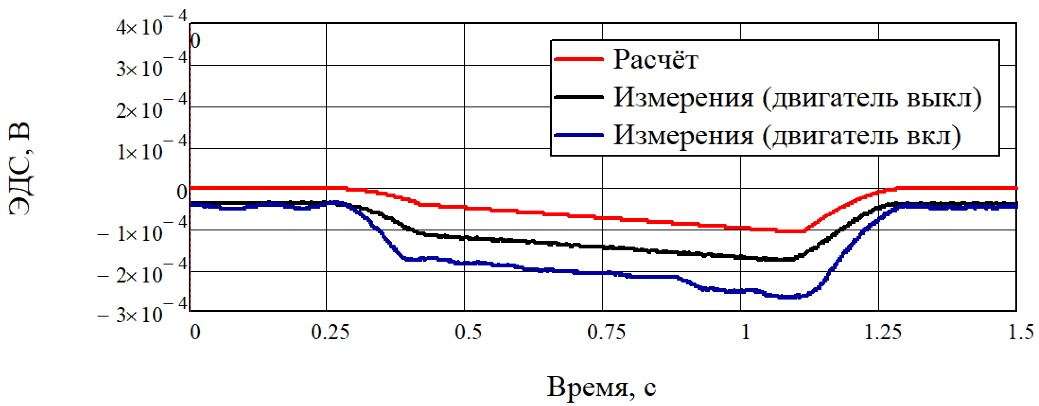 4×10⁻⁴
0
3×10⁻⁴
2×10⁻⁴
1×10⁻⁴
0
−1×10⁻⁴
−2×10⁻⁴
−3×10⁻⁴
ЭДС, В
Расчёт
Измерения (двигатель выкл)
Измерения (двигатель вкл)
0 0.25 0.5 0.75 1 1.25 1.5
Время, с